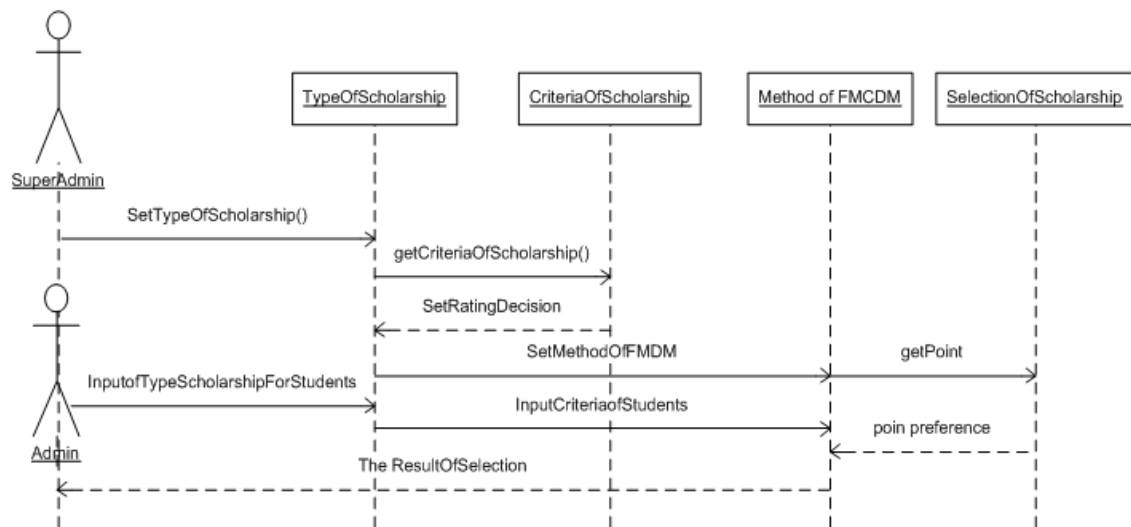 TypeOfScholarship
CriteriaOfScholarship
Method of FMCDM
SelectionOfScholarship
SuperAdmin
SetTypeOfScholarship()
getCriteriaOfScholarship()
SetRatingDecision
SetMethodOfFMDM
getPoint
InputofTypeScholarshipForStudents
InputCriteriaofStudents
poin preference
Admin
The ResultOfSelection